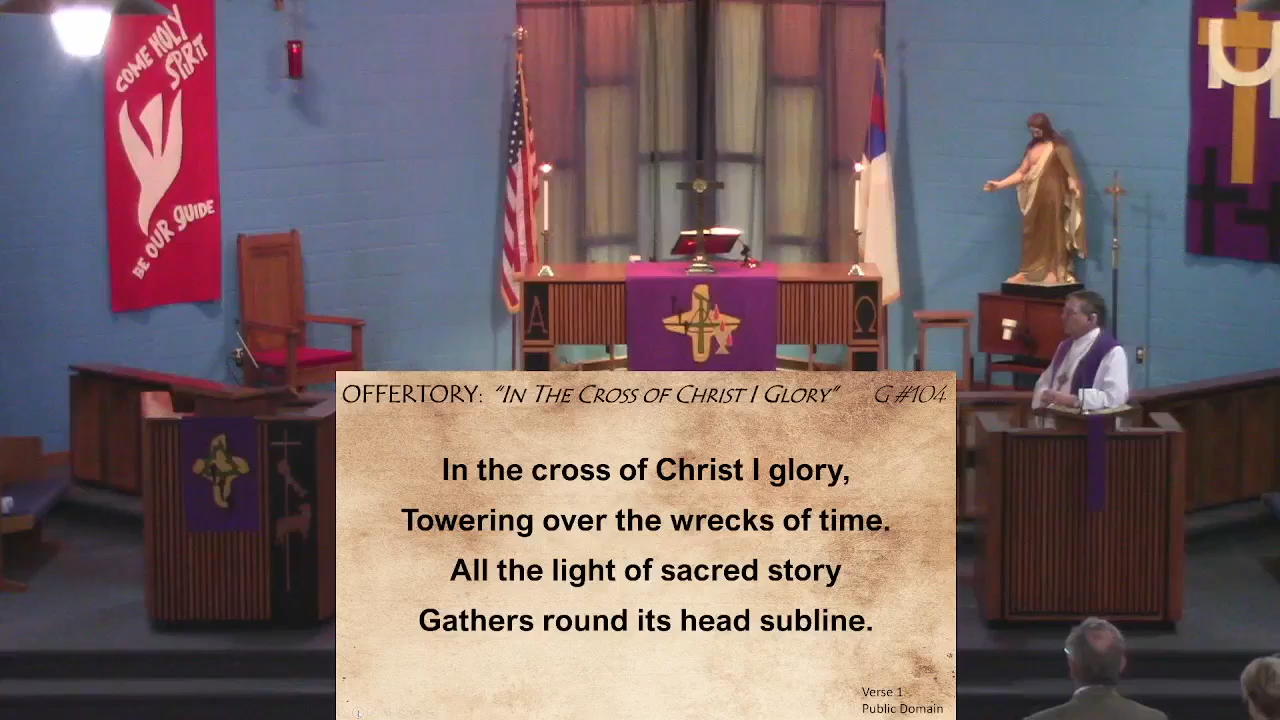 COME HOLY
SPIRIT
BE OUR GUIDE
Α
Ω
OFFERTORY: “IN THE CROSS OF CHRIST I GLORY” G #104
In the cross of Christ I glory,
Towering over the wrecks of time.
All the light of sacred story
Gathers round its head subline.
Verse 1
Public Domain